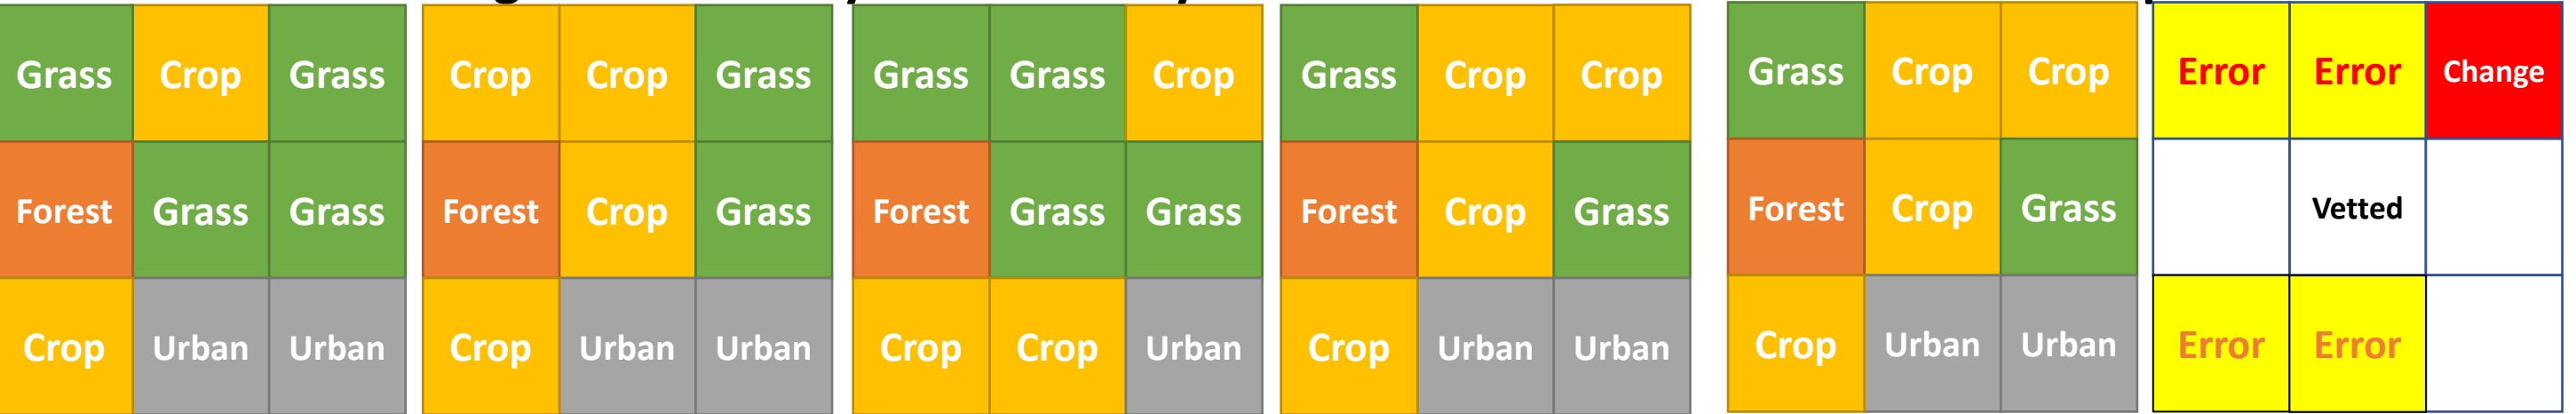 Grass Crop Grass Crop Crop Grass Grass Grass Crop Grass Crop Crop Grass Crop Crop Error Error Change
Forest Grass Grass Forest Crop Grass Forest Grass Grass Forest Crop Grass Forest Crop Grass Vetted
Crop Urban Urban Crop Urban Urban Crop Crop Urban Crop Urban Urban Crop Urban Urban Error Error